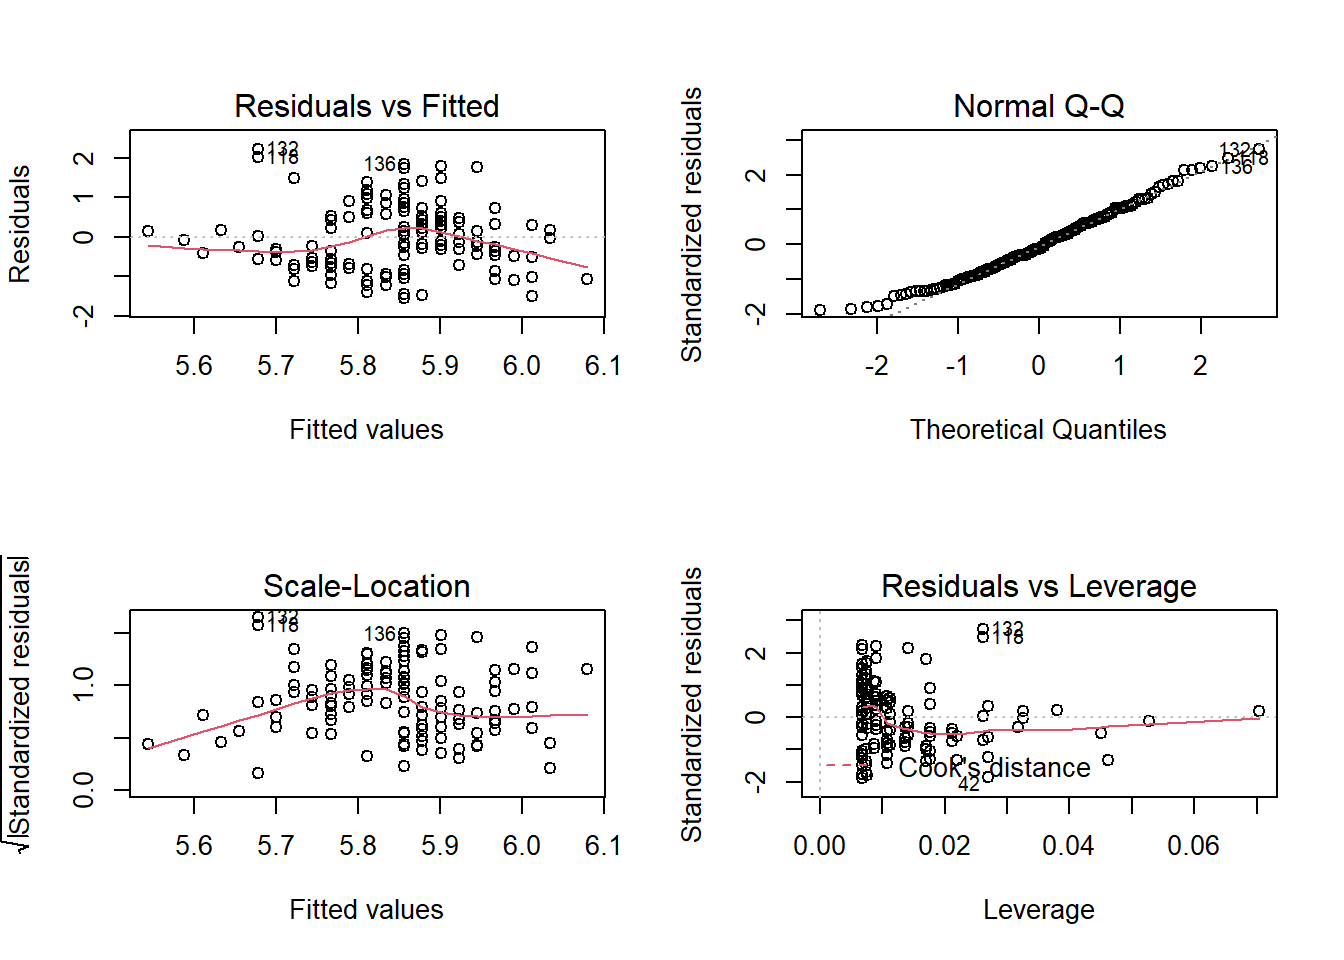 Residuals vs Fitted
Residuals
2
1
0
-2
132
118
136
5.6 5.7 5.8 5.9 6.0 6.1
Fitted values
Normal Q-Q
Standardized residuals
2
0
-2
132
118
136
-2 -1 0 1 2
Theoretical Quantiles
Scale-Location
√|Standardized residuals|
1.0
0.0
132
118
136
5.6 5.7 5.8 5.9 6.0 6.1
Fitted values
Residuals vs Leverage
Standardized residuals
2
0
-2
132
118
Cook's distance
42
0.00 0.02 0.04 0.06
Leverage